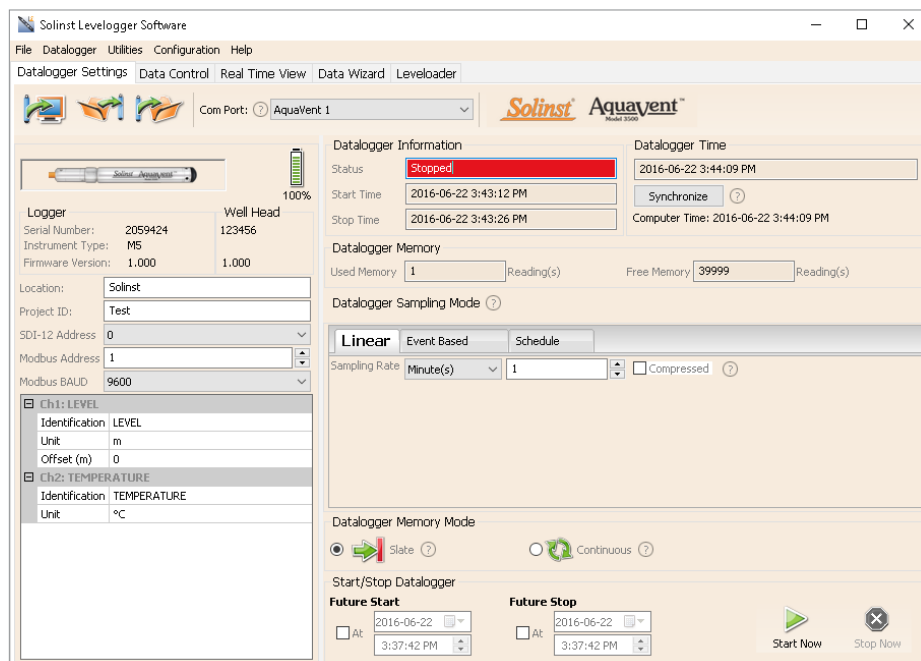 Solinst Levelogger Software
File Datalogger Utilities Configuration Help
Datalogger Settings Data Control Real Time View Data Wizard Leveloader
Com Port: ? AquaVent 1
Solinst Aquavent™
Model 3500
Solinst Aquavent
100%
Logger Well Head
Serial Number: 2059424 123456
Instrument Type: M5
Firmware Version: 1.000 1.000
Location: Solinst
Project ID: Test
SDI-12 Address 0
Modbus Address 1
Modbus BAUD 9600
Ch1: LEVEL
Identification LEVEL
Unit m
Offset (m) 0
Ch2: TEMPERATURE
Identification TEMPERATURE
Unit °C
Datalogger Information
Status Stopped
Start Time 2016-06-22 3:43:12 PM
Stop Time 2016-06-22 3:43:26 PM
Datalogger Time
2016-06-22 3:44:09 PM
Synchronize ?
Computer Time: 2016-06-22 3:44:09 PM
Datalogger Memory
Used Memory 1 Reading(s) Free Memory 39999 Reading(s)
Datalogger Sampling Mode ?
Linear Event Based Schedule
Sampling Rate Minute(s) 1 Compressed ?
Datalogger Memory Mode
Slate ? Continuous ?
Start/Stop Datalogger
Future Start Future Stop
At 2016-06-22 At 2016-06-22
3:37:42 PM 3:37:42 PM
Start Now Stop Now